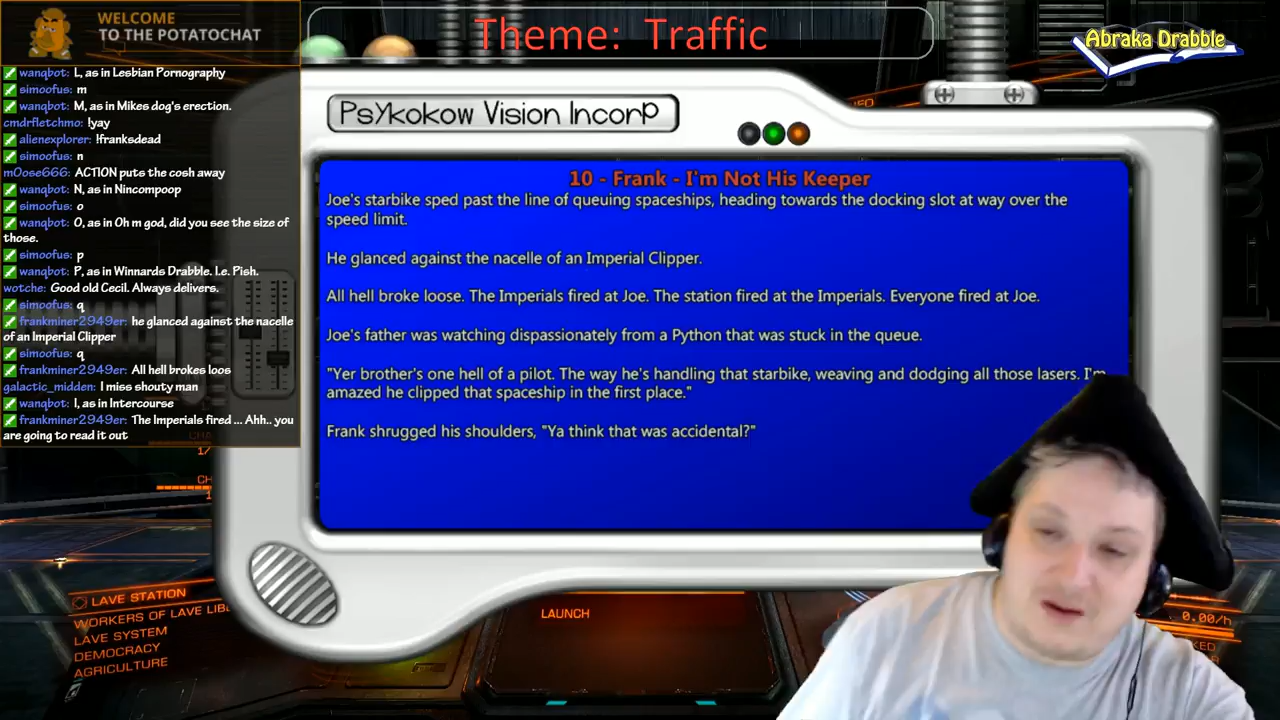 WELCOME
TO THE POTATOCHAT
wanqbot: L, as in Lesbian Pornography
simoofus: m
wanqbot: M, as in Mikes dog's erection.
cmdrfletchmo: !yay
alienexplorer: !franksdead
simoofus: n
m0ose666: ACTION puts the cosh away
wanqbot: N, as in Nincompoop
simoofus: o
wanqbot: O, as in Oh m god, did you see the size of
those.
simoofus: p
wanqbot: P, as in Winnards Drabble. I.e. Pish.
wotche: Good old Cecil. Always delivers.
simoofus: q
frankminer2949er: he glanced against the nacelle
of an Imperial Clipper
simoofus: q
frankminer2949er: All hell brokes loos
galactic_midden: I miss shouty man
wanqbot: I, as in Intercourse
frankminer2949er: The Imperials fired ... Ahh.. you
are going to read it out
Theme: Traffic
Abraka Drabble
Psykokow Vision Incorp
10 - Frank - I'm Not His Keeper
Joe's starbike sped past the line of queuing spaceships, heading towards the docking slot at way over the
speed limit.
He glanced against the nacelle of an Imperial Clipper.
All hell broke loose. The Imperials fired at Joe. The station fired at the Imperials. Everyone fired at Joe.
Joe's father was watching dispassionately from a Python that was stuck in the queue.
"Yer brother's one hell of a pilot. The way he's handling that starbike, weaving and dodging all those lasers. I'm
amazed he clipped that spaceship in the first place."
Frank shrugged his shoulders, "Ya think that was accidental?"
LAVE STATION
WORKERS OF LAVE LIB
LAVE SYSTEM
DEMOCRACY
AGRICULTURE
LAUNCH
0.00/h